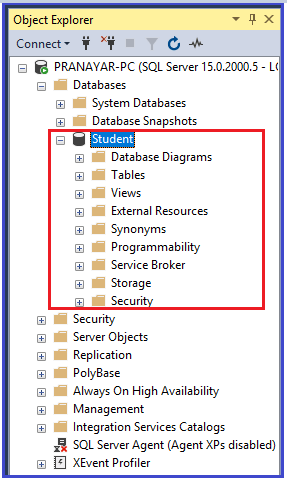 Object Explorer
Connect
PRANAYAR-PC (SQL Server 15.0.2000.5 - LO
Databases
System Databases
Database Snapshots
Student
Database Diagrams
Tables
Views
External Resources
Synonyms
Programmability
Service Broker
Storage
Security
Security
Server Objects
Replication
PolyBase
Always On High Availability
Management
Integration Services Catalogs
SQL Server Agent (Agent XPs disabled)
XEvent Profiler